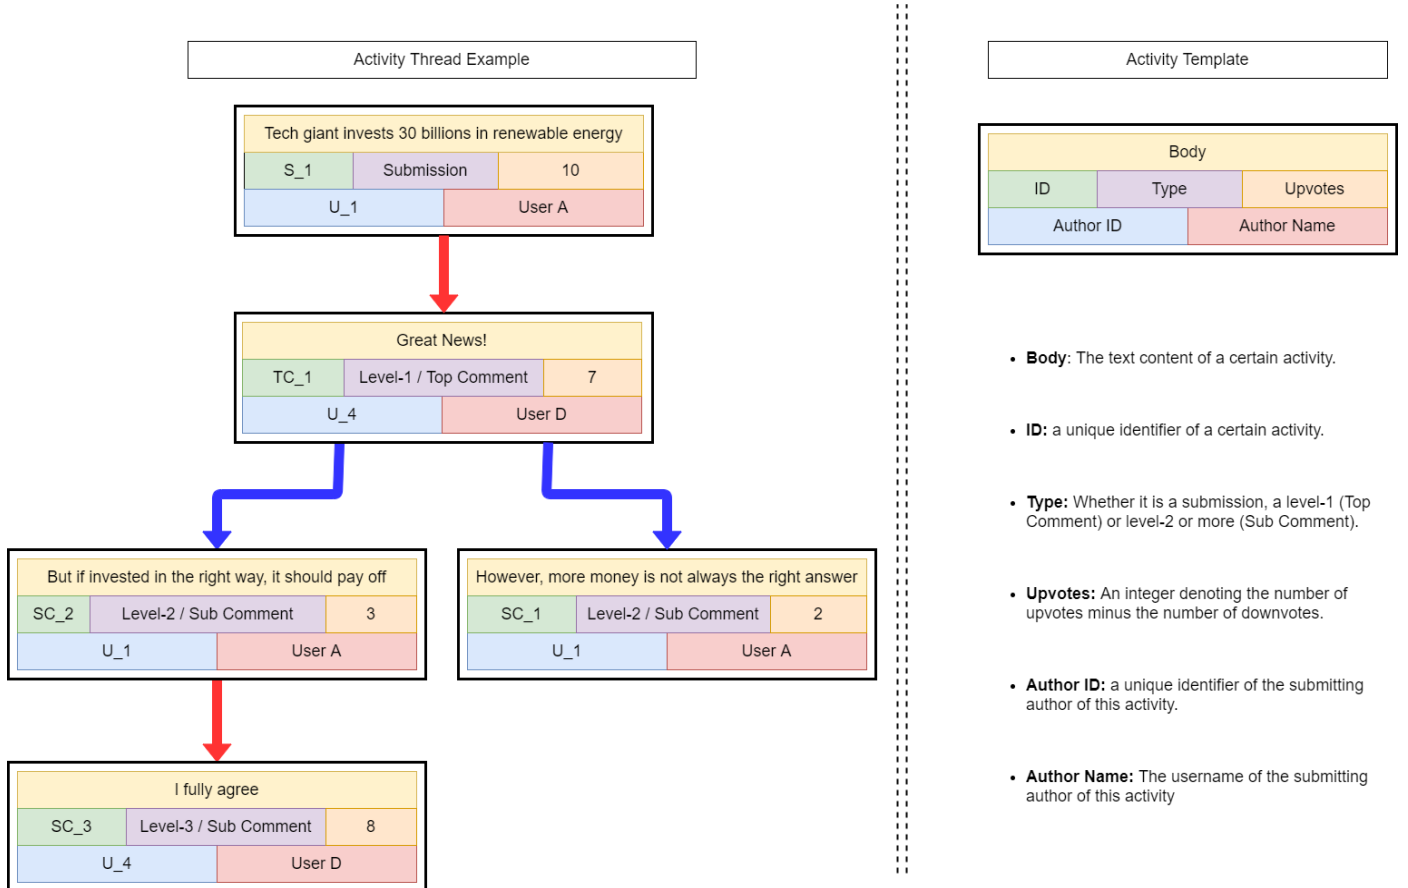 Activity Thread Example
Tech giant invests 30 billions in renewable energy
S_1 Submission 10
U_1 User A
Great News!
TC_1 Level-1 / Top Comment 7
U_4 User D
But if invested in the right way, it should pay off
SC_2 Level-2 / Sub Comment 3
U_1 User A
However, more money is not always the right answer
SC_1 Level-2 / Sub Comment 2
U_1 User A
I fully agree
SC_3 Level-3 / Sub Comment 8
U_4 User D
Activity Template
Body
ID Type Upvotes
Author ID Author Name
• Body: The text content of a certain activity.
• ID: a unique identifier of a certain activity.
• Type: Whether it is a submission, a level-1 (Top
Comment) or level-2 or more (Sub Comment).
• Upvotes: An integer denoting the number of
upvotes minus the number of downvotes.
• Author ID: a unique identifier of the submitting
author of this activity.
• Author Name: The username of the submitting
author of this activity